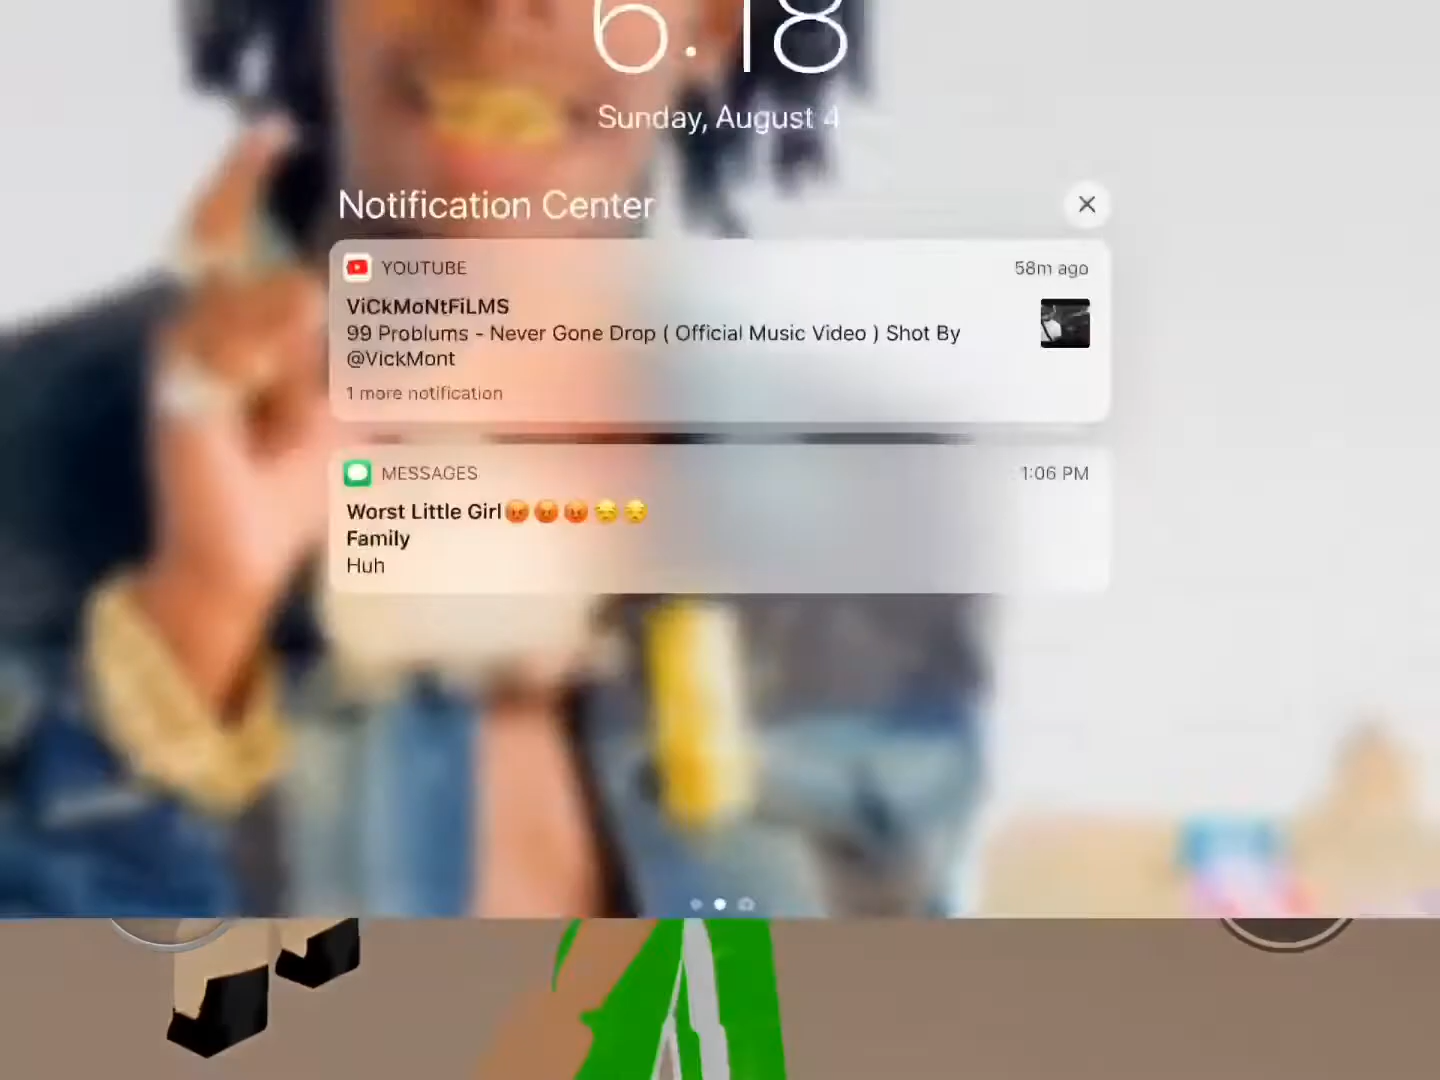 6:18
Sunday, August 4
Notification Center
YOUTUBE
58m ago
ViCkMoNtFiLMS
99 Problums - Never Gone Drop ( Official Music Video ) Shot By
@VickMont
1 more notification
MESSAGES
1:06 PM
Worst Little Girl😡😡😡😒😒
Family
Huh